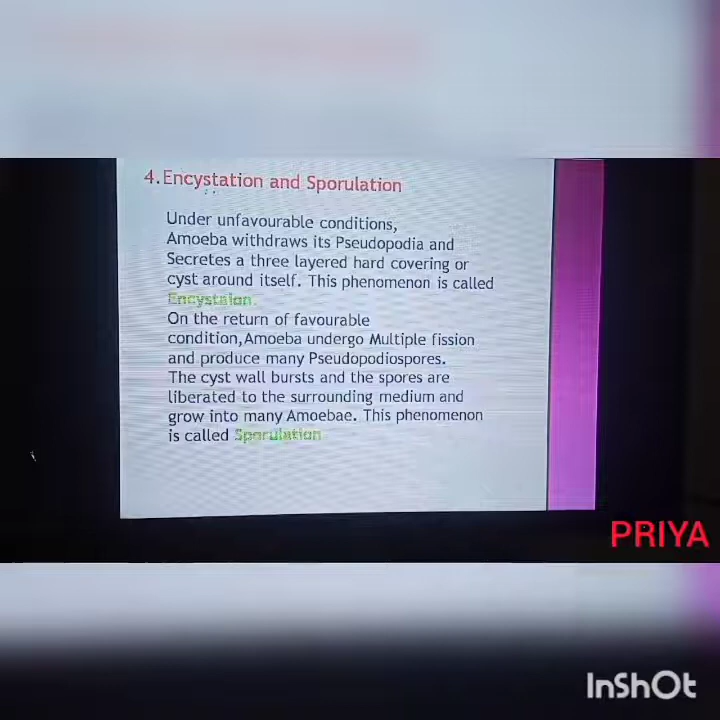 4. Encystation and Sporulation
Under unfavourable conditions,
Amoeba withdraws its Pseudopodia and
Secretes a three layered hard covering or
cyst around itself. This phenomenon is called
Encystaion.
On the return of favourable
condition,Amoeba undergo Multiple fission
and produce many Pseudopodiospores.
The cyst wall bursts and the spores are
liberated to the surrounding medium and
grow into many Amoebae. This phenomenon
is called Sporulation
PRIYA
InShOt